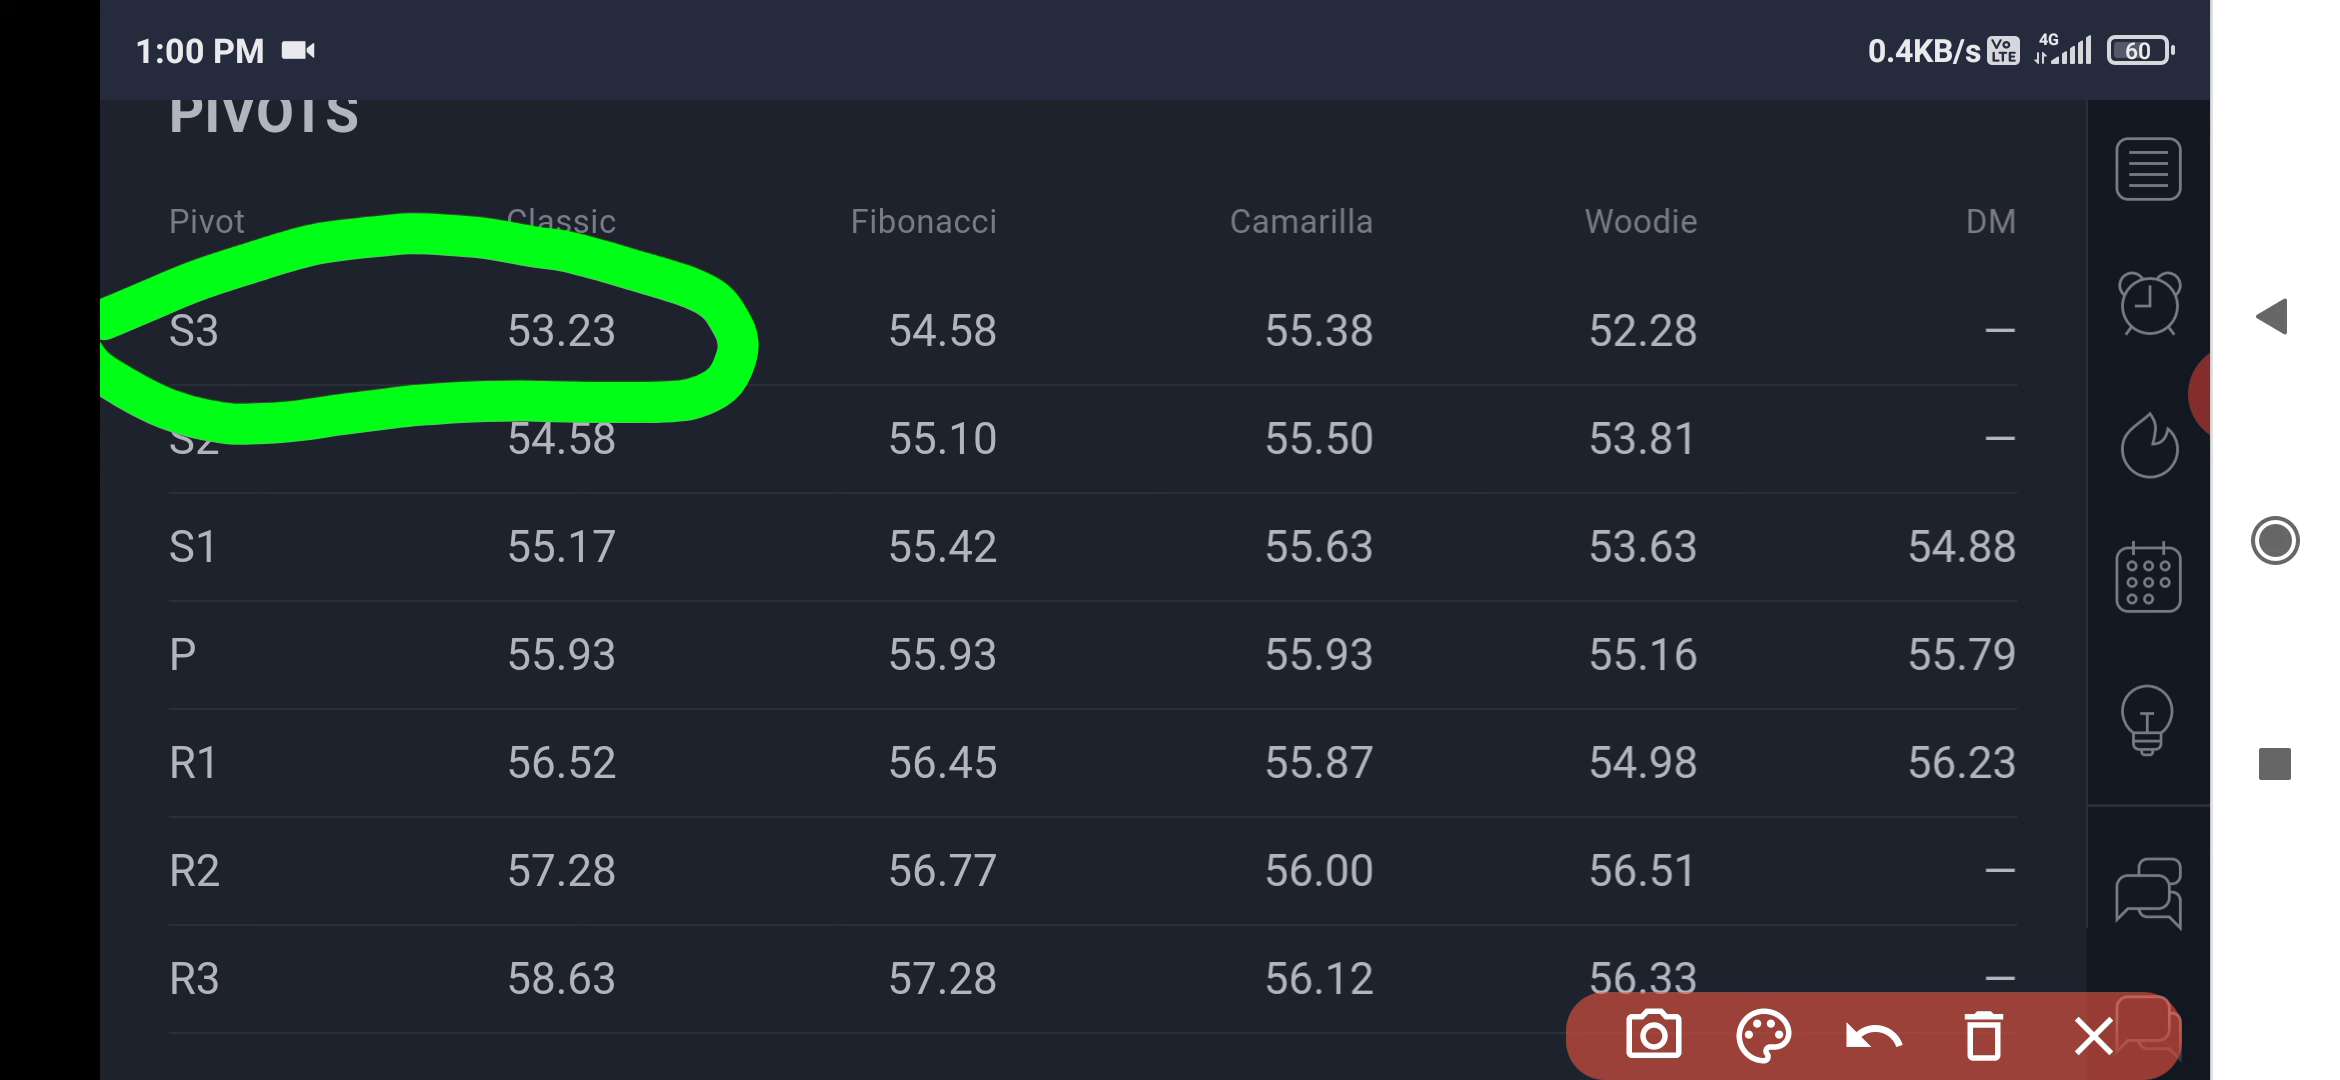 1:00 PM 0.4KB/s Vo LTE 4G 60
PIVOTS
Pivot Classic Fibonacci Camarilla Woodie DM
S3 53.23 54.58 55.38 52.28 —
S2 54.58 55.10 55.50 53.81 —
S1 55.17 55.42 55.63 53.63 54.88
P 55.93 55.93 55.93 55.16 55.79
R1 56.52 56.45 55.87 54.98 56.23
R2 57.28 56.77 56.00 56.51 —
R3 58.63 57.28 56.12 56.33 —